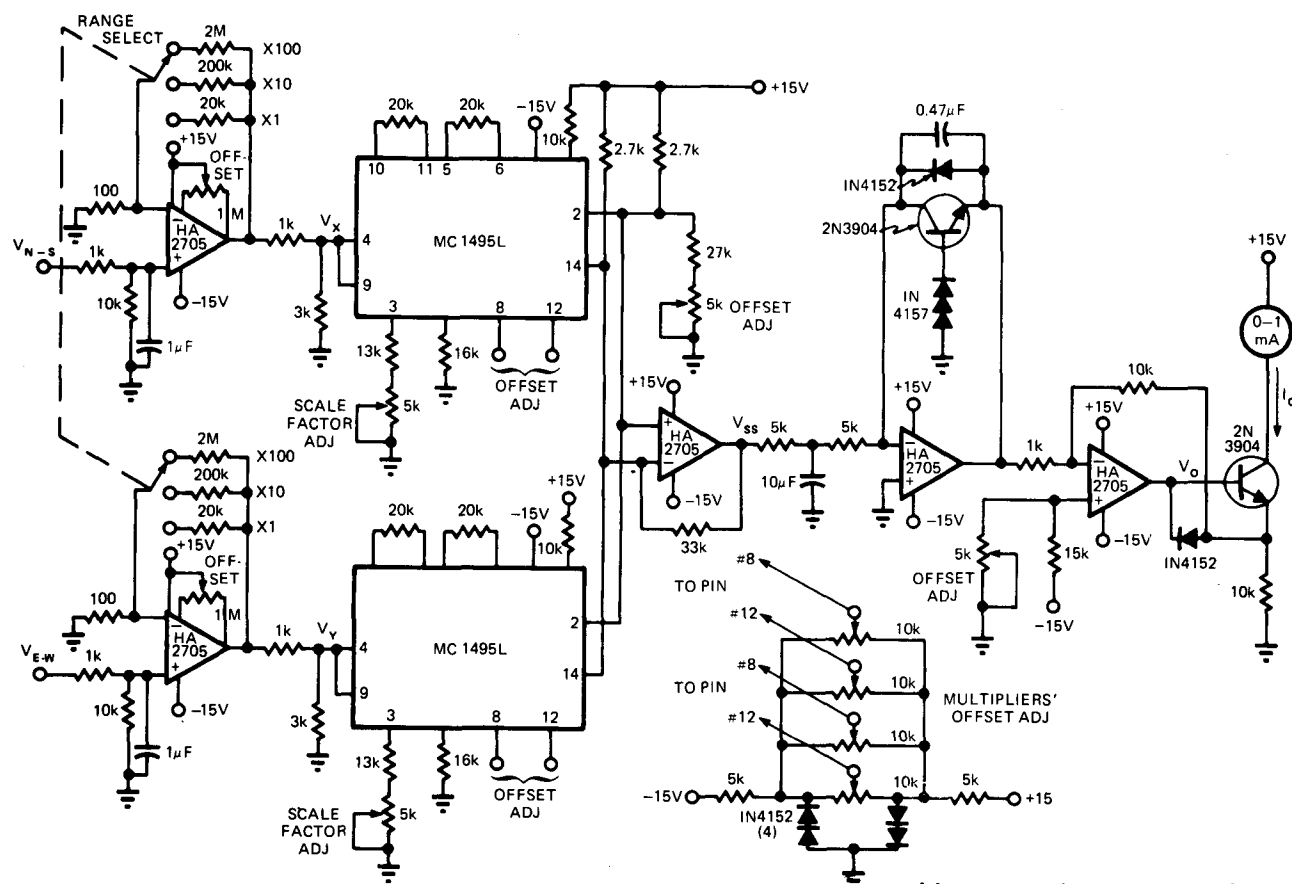 RANGE
SELECT
2M
X100
200k
X10
20k
X1
+15V
OFF-
SET
1 M
100
−
HA
2705
+
V N-S
1k
10k
1µF
−15V
1k
V X
3k
20k
20k
10
11
5
6
−15V
10k
4
9
MC 1495L
2
14
3
8
12
13k
16k
SCALE
FACTOR
ADJ
5k
OFFSET
ADJ
2.7k
2.7k
+15V
27k
5k
OFFSET
ADJ
+15V
+
HA
2705
−
−15V
33k
V SS
5k
10µF
5k
0.47µF
IN4152
2N3904
IN
4157
+15V
−
HA
2705
+
−15V
1k
10k
+15V
−
HA
2705
+
−15V
V o
5k
OFFSET
ADJ
15k
−15V
IN4152
+15V
0–1
mA
I o
2N
3904
10k
2M
X100
200k
X10
20k
X1
+15V
OFF-
SET
1 M
100
−
HA
2705
+
V E-W
1k
10k
1µF
−15V
1k
V Y
3k
20k
20k
−15V
+15V
10k
4
9
MC 1495L
2
14
3
8
12
13k
16k
SCALE
FACTOR
ADJ
5k
OFFSET
ADJ
#8
TO PIN
#12
10k
#8
10k
TO PIN
#12
10k
MULTIPLIERS'
OFFSET ADJ
−15V
5k
10k
5k
+15
IN4152
(4)